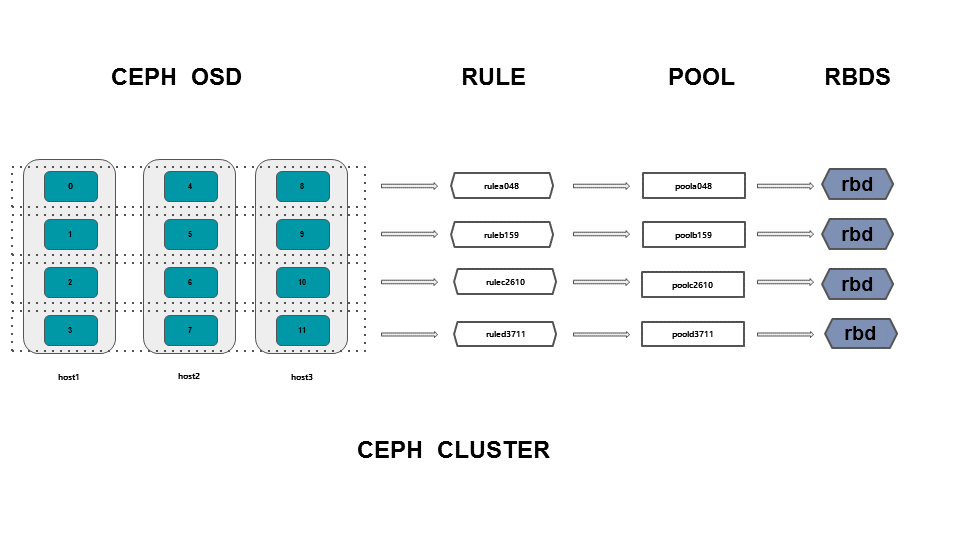 CEPH OSD RULE POOL RBDS
0 4 8 rulea048 poola048 rbd
1 5 9 ruleb159 poolb159 rbd
2 6 10 rulec2610 poolc2610 rbd
3 7 11 ruled3711 poold3711 rbd
host1 host2 host3
CEPH CLUSTER